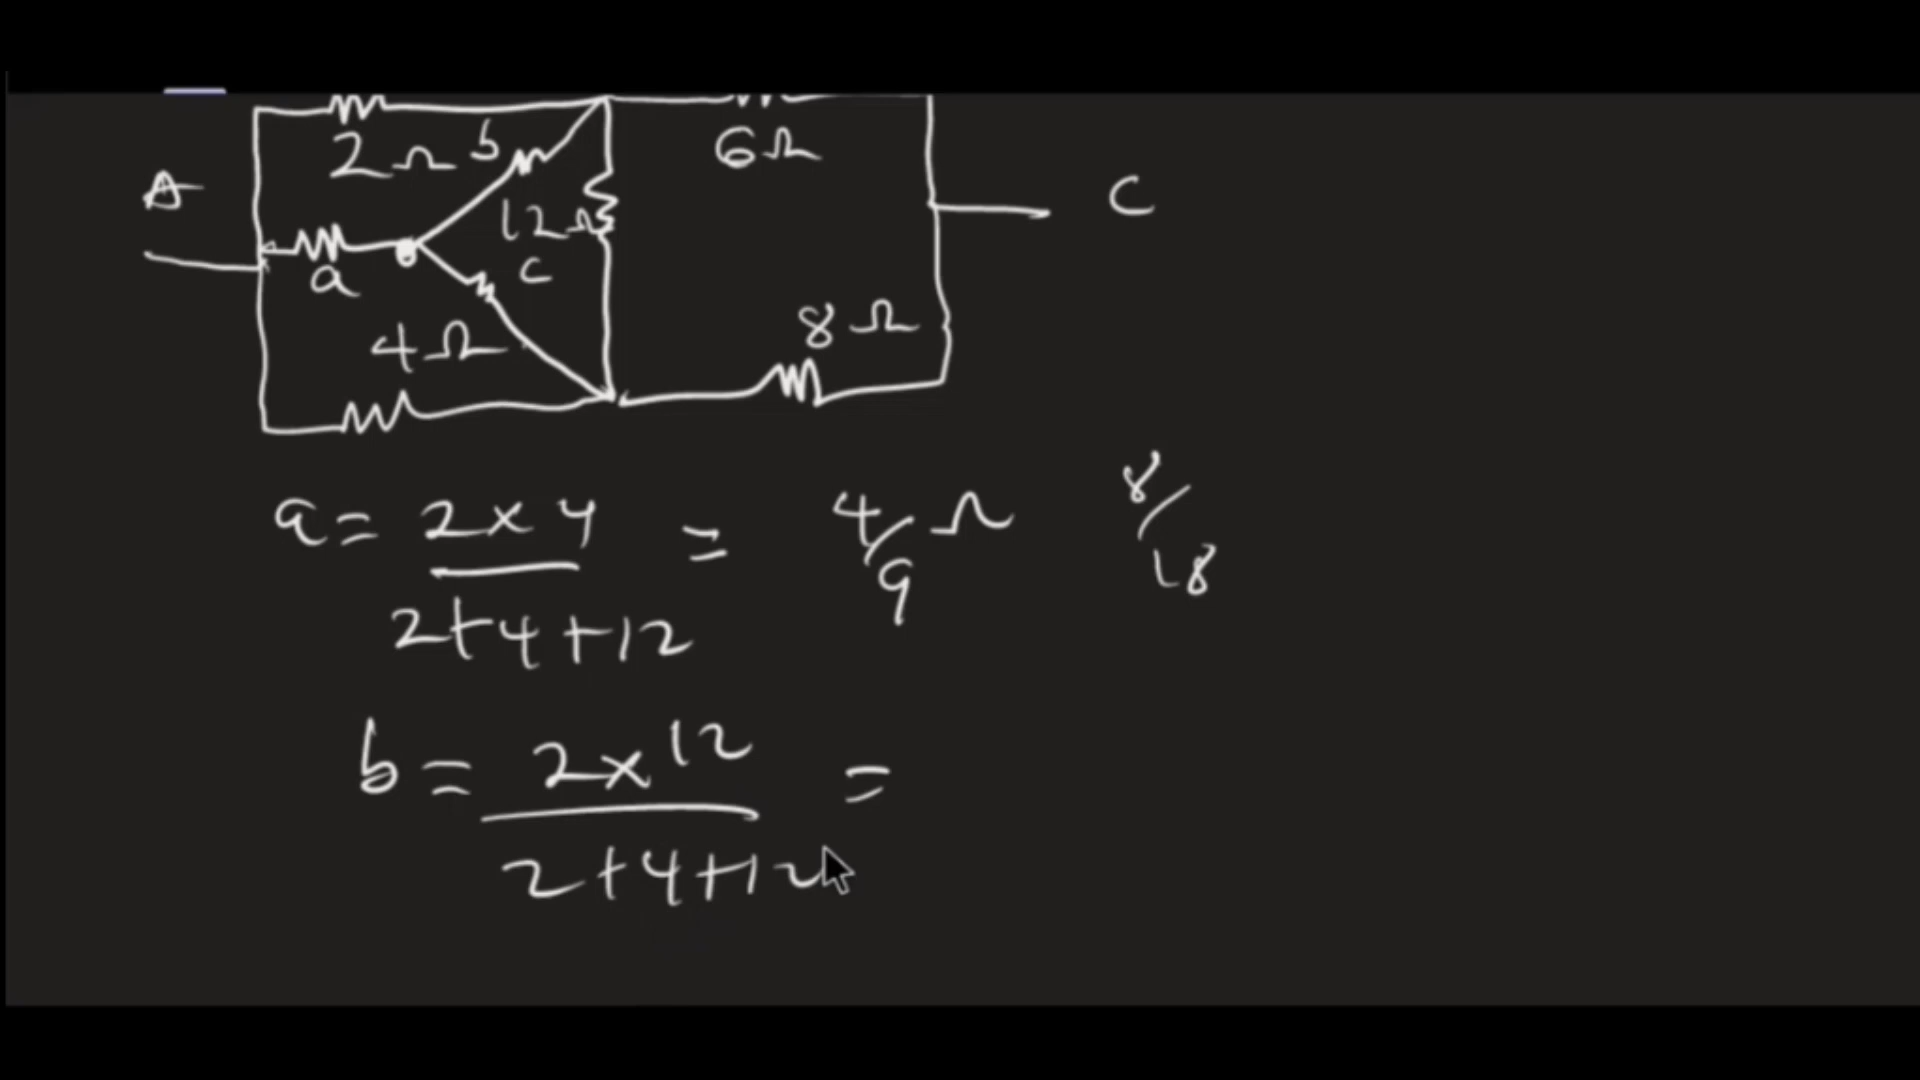 2Ω b 6Ω
A 12Ω C
a c
4Ω 8Ω
a = 2 × 4 = 4/9 Ω 8/18
2 + 4 + 12
b = 2 × 12 =
2 + 4 + 12